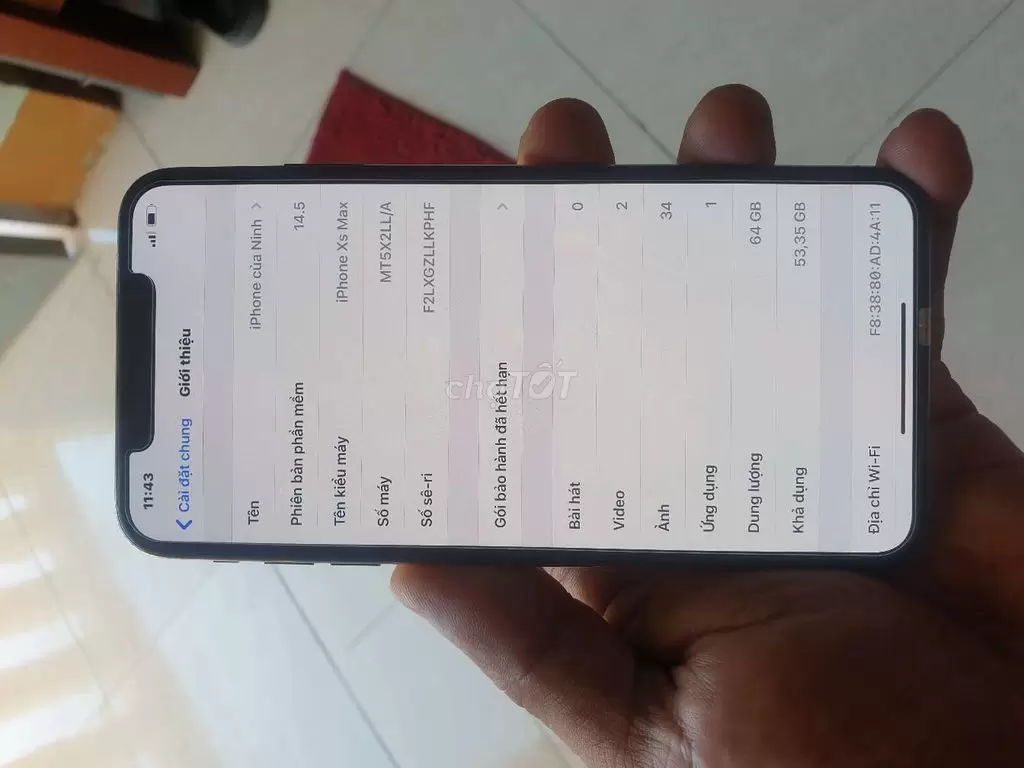 11:43
Cài đặt chung Giới thiệu
Tên iPhone của Ninh
Phiên bản phần mềm 14.5
Tên kiểu máy iPhone Xs Max
Số máy MT5X2LL/A
Số sê-ri F2LXGZLLKPHF
Gói bảo hành đã hết hạn
Bài hát 0
Video 2
Ảnh 34
Ứng dụng 1
Dung lượng 64 GB
Khả dụng 53,35 GB
Địa chỉ Wi-Fi F8:38:80:AD:4A:11
chợTỐT